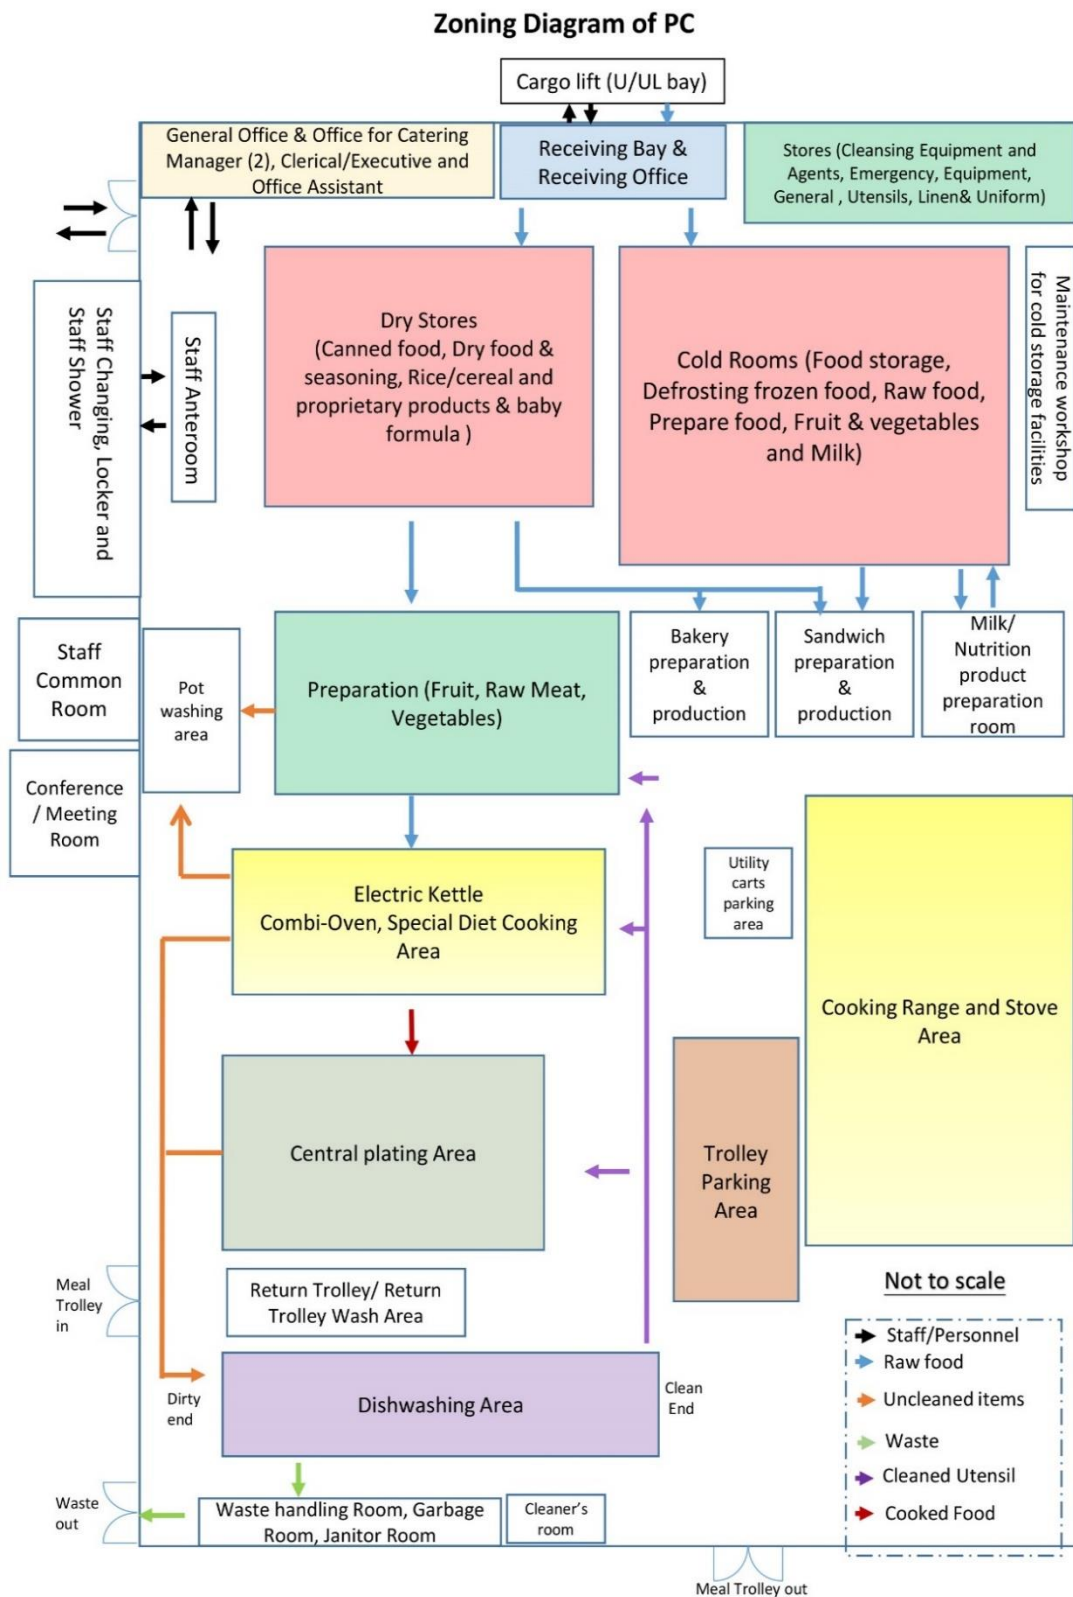 Zoning Diagram of PC
Cargo lift (U/UL bay)
General Office & Office for Catering
Manager (2), Clerical/Executive and
Office Assistant
Receiving Bay &
Receiving Office
Stores (Cleansing Equipment and
Agents, Emergency, Equipment,
General , Utensils, Linen& Uniform)
Staff Changing, Locker and
Staff Shower
Staff Anteroom
Dry Stores
(Canned food, Dry food &
seasoning, Rice/cereal and
proprietary products & baby
formula )
Cold Rooms (Food storage,
Defrosting frozen food, Raw food,
Prepare food, Fruit & vegetables
and Milk)
Maintenance workshop
for cold storage facilities
Staff
Common
Room
Pot
washing
area
Preparation (Fruit, Raw Meat,
Vegetables)
Bakery
preparation
&
production
Sandwich
preparation
&
production
Milk/
Nutrition
product
preparation
room
Conference
/ Meeting
Room
Electric Kettle
Combi-Oven, Special Diet Cooking
Area
Utility
carts
parking
area
Cooking Range and Stove
Area
Central plating Area
Trolley
Parking
Area
Meal
Trolley
in
Return Trolley/ Return
Trolley Wash Area
Dirty
end
Dishwashing Area
Clean
End
Waste
out
Waste handling Room, Garbage
Room, Janitor Room
Cleaner's
room
Meal Trolley out
Not to scale
Staff/Personnel
Raw food
Uncleaned items
Waste
Cleaned Utensil
Cooked Food